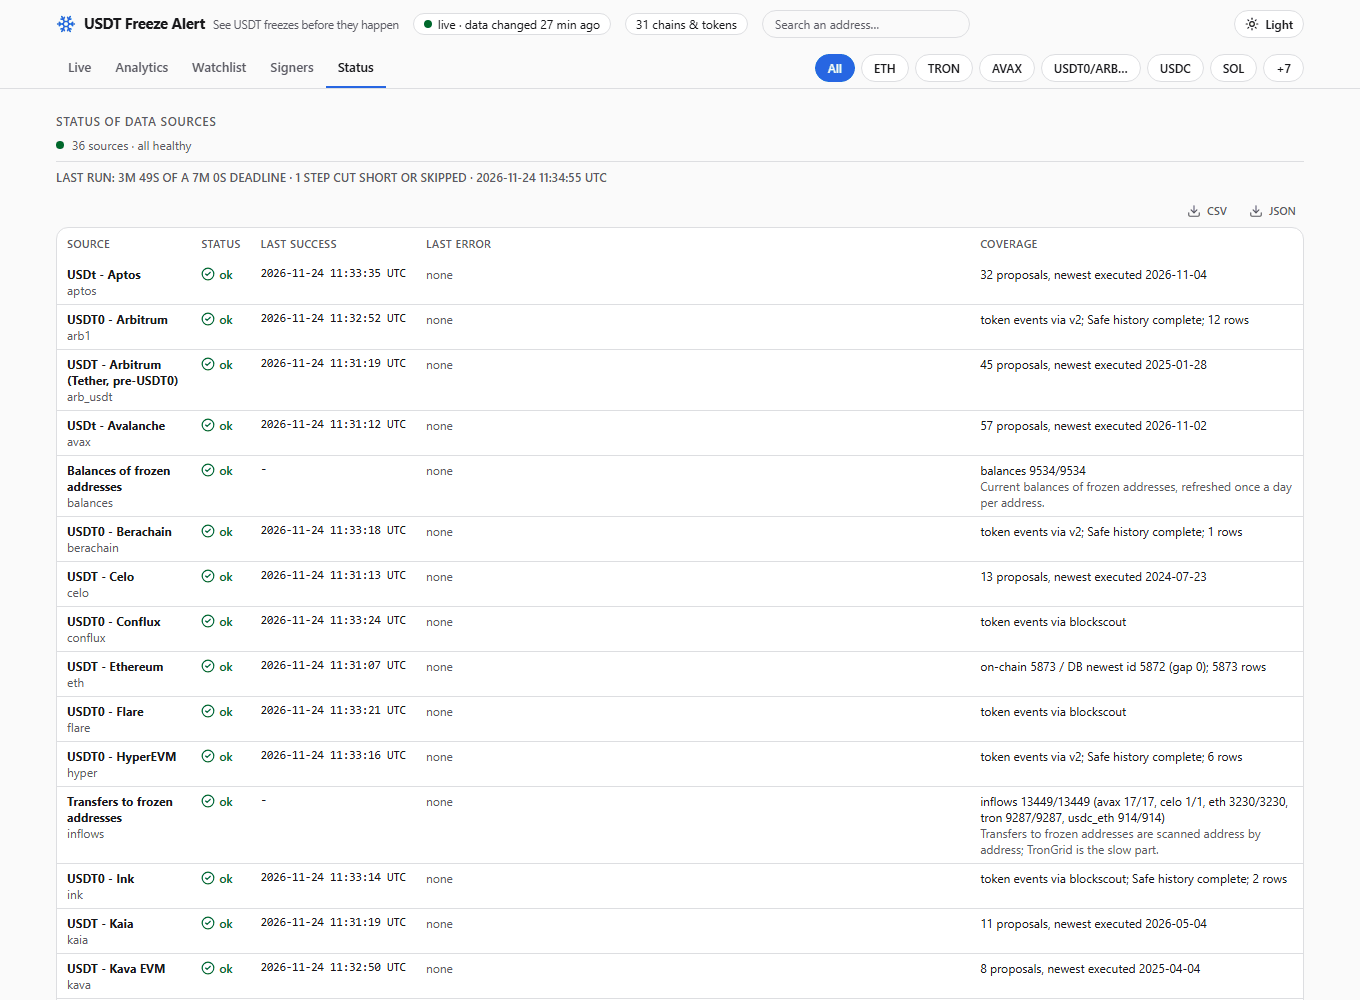 USDT Freeze Alert See USDT freezes before they happen live · data changed 27 min ago 31 chains & tokens Search an address... Light
Live Analytics Watchlist Signers Status All ETH TRON AVAX USDT0/ARB... USDC SOL +7
STATUS OF DATA SOURCES
36 sources · all healthy
LAST RUN: 3M 49S OF A 7M 0S DEADLINE · 1 STEP CUT SHORT OR SKIPPED · 2026-11-24 11:34:55 UTC
CSV JSON
SOURCE STATUS LAST SUCCESS LAST ERROR COVERAGE
USDt - Aptos ok 2026-11-24 11:33:35 UTC none 32 proposals, newest executed 2026-11-04
aptos
USDT0 - Arbitrum ok 2026-11-24 11:32:52 UTC none token events via v2; Safe history complete; 12 rows
arb1
USDT - Arbitrum ok 2026-11-24 11:31:19 UTC none 45 proposals, newest executed 2025-01-28
(Tether, pre-USDT0)
arb_usdt
USDt - Avalanche ok 2026-11-24 11:31:12 UTC none 57 proposals, newest executed 2026-11-02
avax
Balances of frozen ok - none balances 9534/9534
addresses Current balances of frozen addresses, refreshed once a day
balances per address.
USDT0 - Berachain ok 2026-11-24 11:33:18 UTC none token events via v2; Safe history complete; 1 rows
berachain
USDT - Celo ok 2026-11-24 11:31:13 UTC none 13 proposals, newest executed 2024-07-23
celo
USDT0 - Conflux ok 2026-11-24 11:33:24 UTC none token events via blockscout
conflux
USDT - Ethereum ok 2026-11-24 11:31:07 UTC none on-chain 5873 / DB newest id 5872 (gap 0); 5873 rows
eth
USDT0 - Flare ok 2026-11-24 11:33:21 UTC none token events via blockscout
flare
USDT0 - HyperEVM ok 2026-11-24 11:33:16 UTC none token events via v2; Safe history complete; 6 rows
hyper
Transfers to frozen ok - none inflows 13449/13449 (avax 17/17, celo 1/1, eth 3230/3230,
addresses tron 9287/9287, usdc_eth 914/914)
inflows Transfers to frozen addresses are scanned address by
address; TronGrid is the slow part.
USDT0 - Ink ok 2026-11-24 11:33:14 UTC none token events via blockscout; Safe history complete; 2 rows
ink
USDT - Kaia ok 2026-11-24 11:31:19 UTC none 11 proposals, newest executed 2026-05-04
kaia
USDT - Kava EVM ok 2026-11-24 11:32:50 UTC none 8 proposals, newest executed 2025-04-04
kava